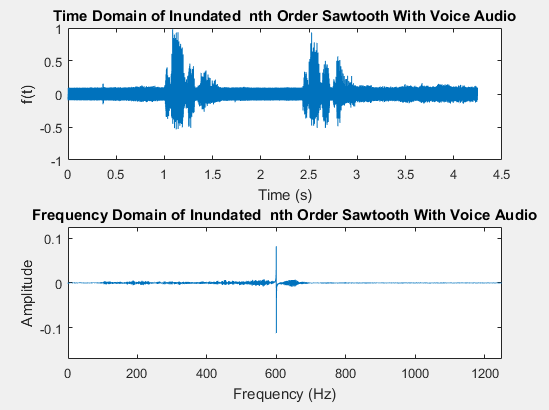 Time Domain of Inundated  nth Order Sawtooth With Voice Audio
1
0.5
0
-0.5
-1
f(t)
0 0.5 1 1.5 2 2.5 3 3.5 4 4.5
Time (s)
Frequency Domain of Inundated  nth Order Sawtooth With Voice Audio
0.1
0
-0.1
Amplitude
0 200 400 600 800 1000 1200
Frequency (Hz)